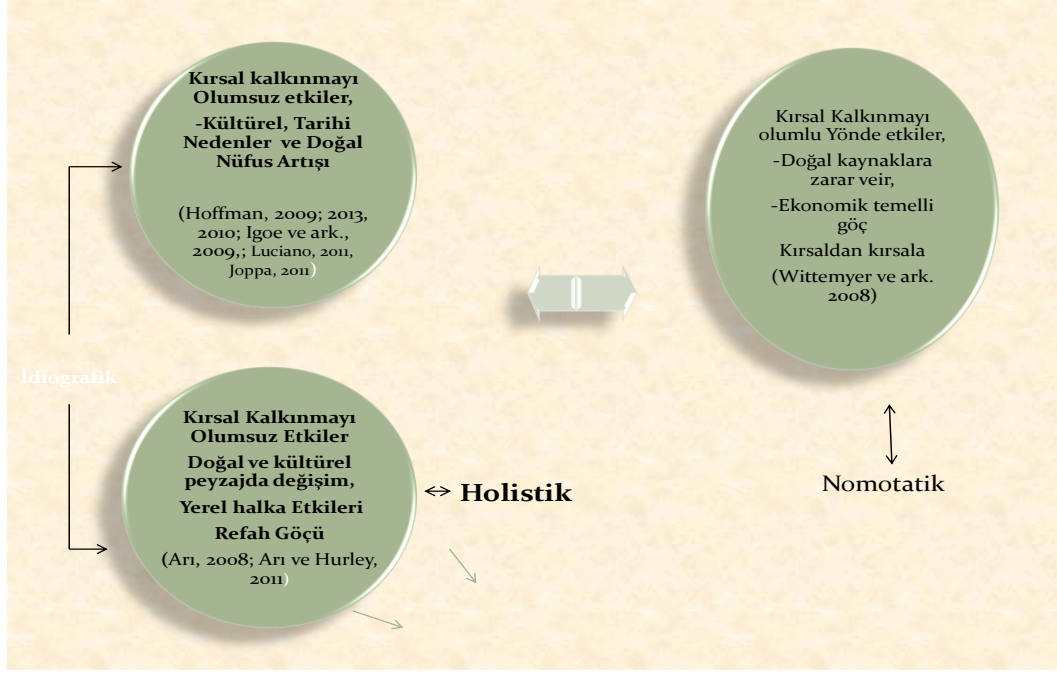 Kırsal kalkınmayı
Olumsuz etkiler,
-Kültürel, Tarihi
Nedenler ve Doğal
Nüfus Artışı
(Hoffman, 2009; 2013,
2010; Igoe ve ark.,
2009,; Luciano, 2011,
Joppa, 2011)
Kırsal Kalkınmayı
olumlu Yönde etkiler,
-Doğal kaynaklara
zarar veir,
-Ekonomik temelli
göç
Kırsaldan kırsala
(Wittemyer ve ark.
2008)
İdiografik
Kırsal Kalkınmayı
Olumsuz Etkiler
Doğal ve kültürel
peyzajda değişim,
Yerel halka Etkileri
Refah Göçü
(Arı, 2008; Arı ve Hurley,
2011)
Holistik
Nomotatik